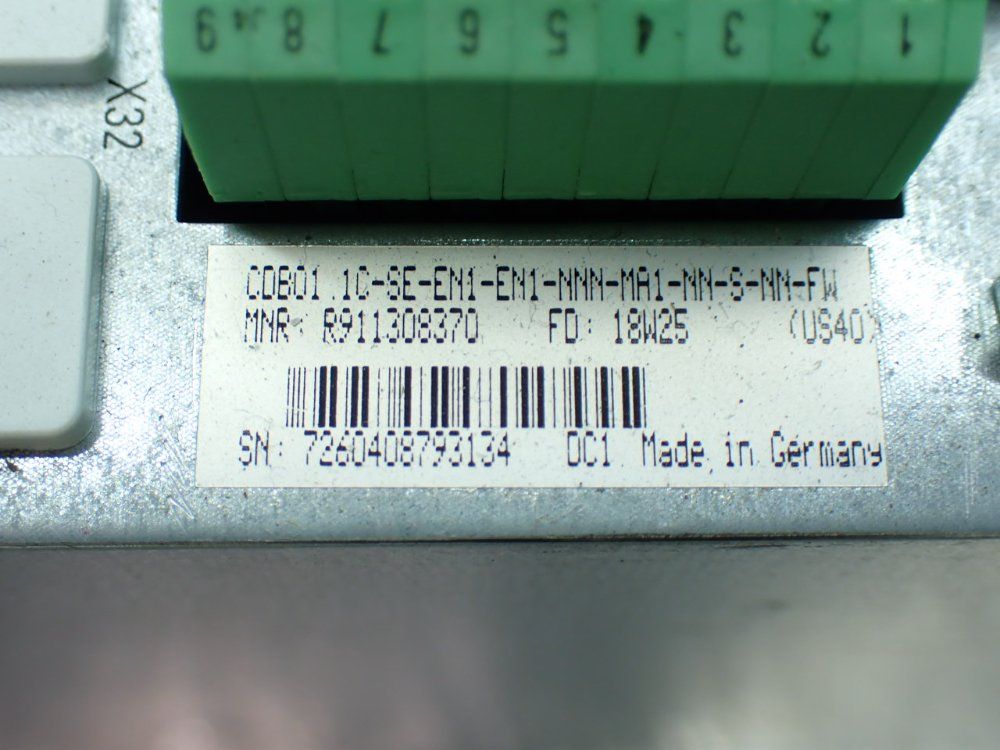 9 8 7 6 5 4 3 2 1
X32
CDB01.1C-SE-EN1-EN1-NNN-MA1-NN-S-NN-FW
MNR: R911308370 FD: 18W25 (US40)
SN: 7260408793134 DC1 Made in Germany